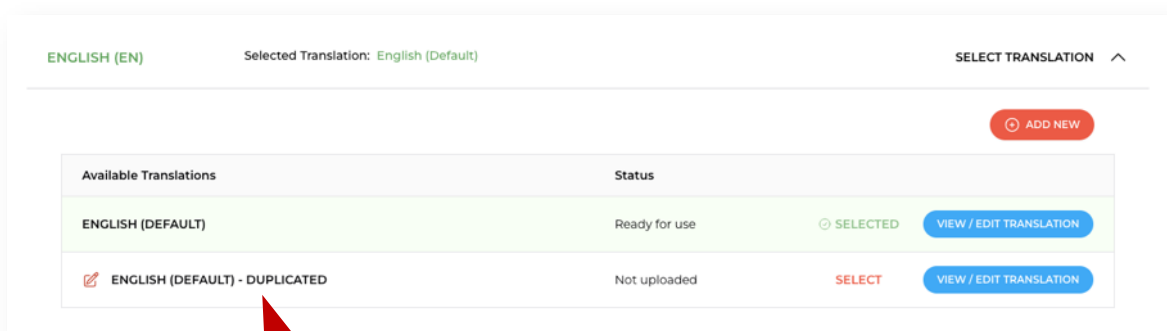 ENGLISH (EN) Selected Translation: English (Default) SELECT TRANSLATION
ADD NEW
Available Translations Status
ENGLISH (DEFAULT) Ready for use SELECTED VIEW / EDIT TRANSLATION
ENGLISH (DEFAULT) - DUPLICATED Not uploaded SELECT VIEW / EDIT TRANSLATION